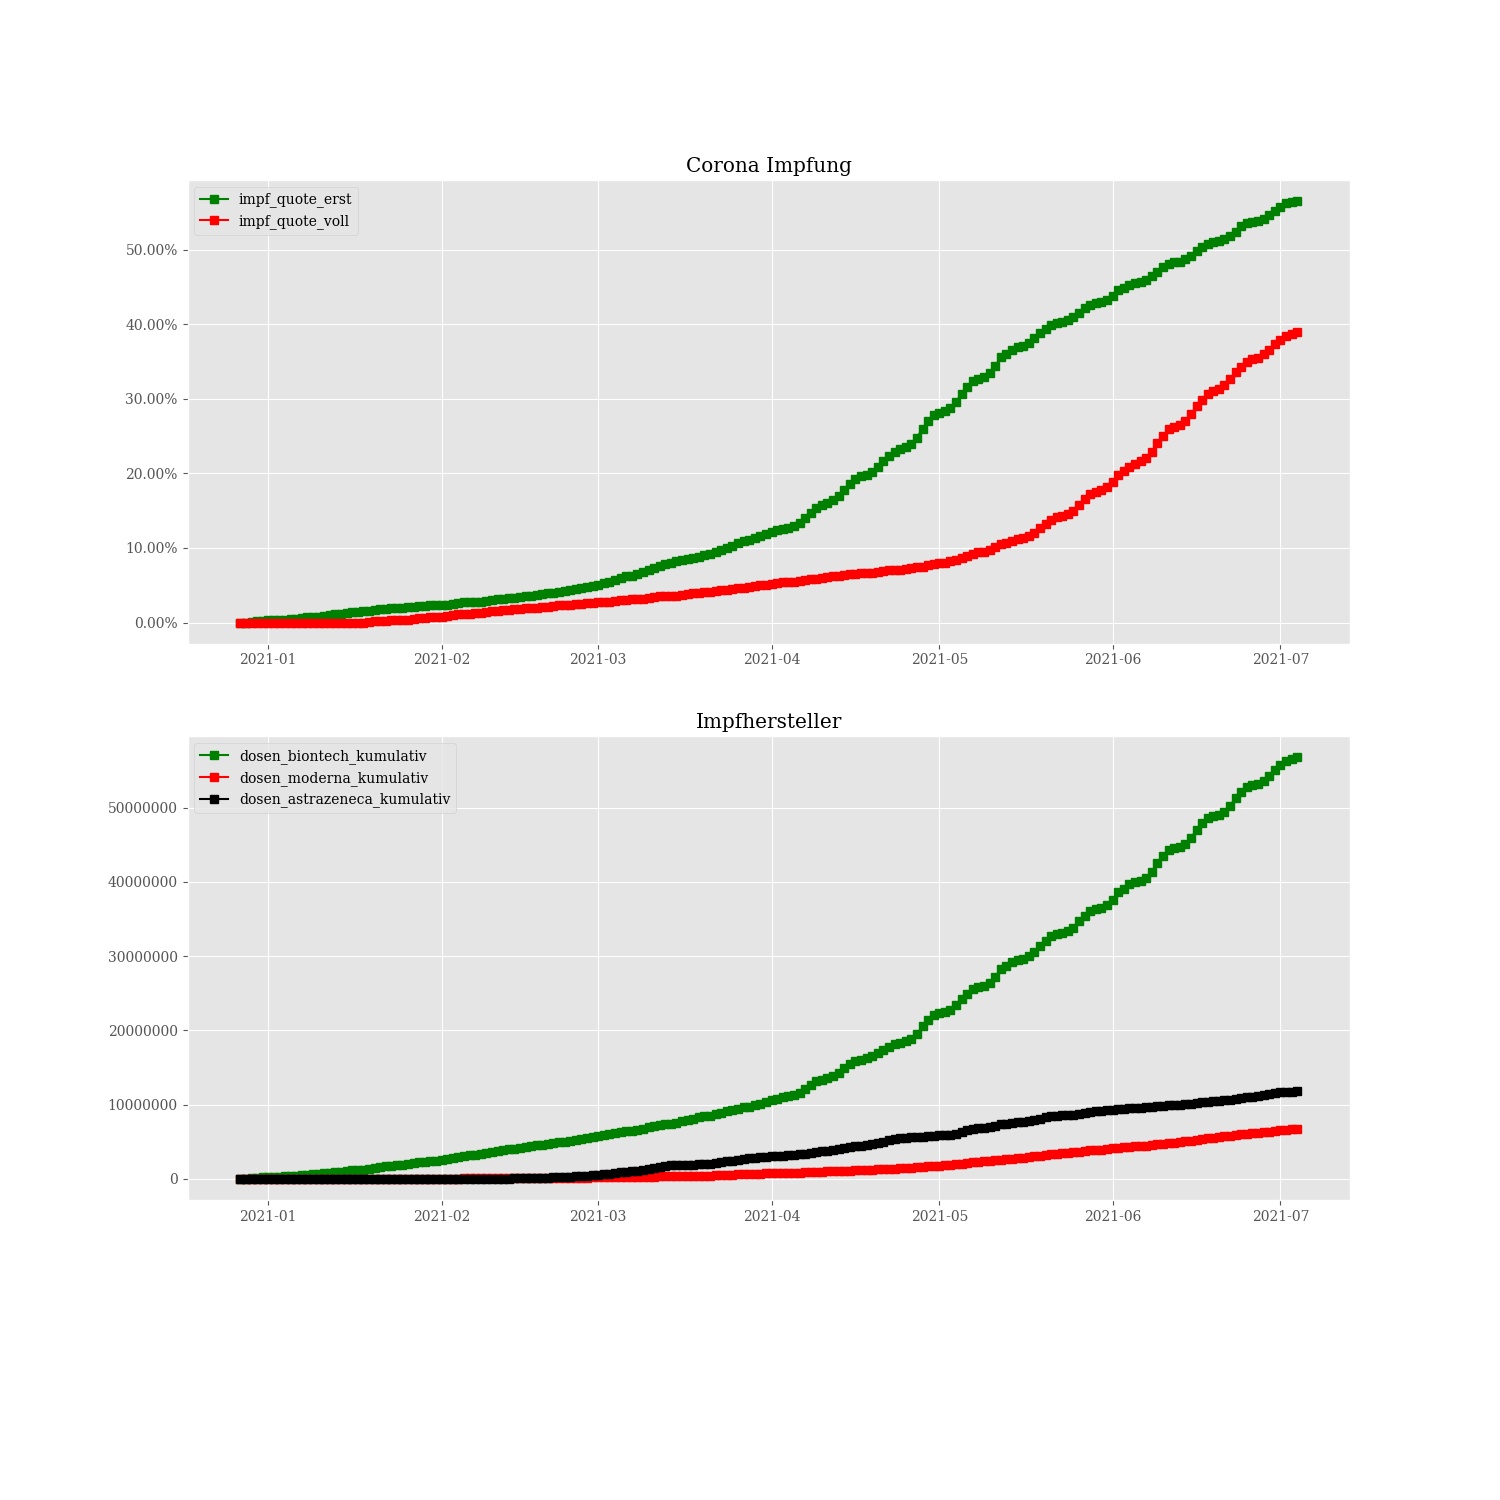 Corona Impfung
impf_quote_erst
impf_quote_voll
50.00%
40.00%
30.00%
20.00%
10.00%
0.00%
2021-01 2021-02 2021-03 2021-04 2021-05 2021-06 2021-07
Impfhersteller
dosen_biontech_kumulativ
dosen_moderna_kumulativ
dosen_astrazeneca_kumulativ
50000000
40000000
30000000
20000000
10000000
0
2021-01 2021-02 2021-03 2021-04 2021-05 2021-06 2021-07